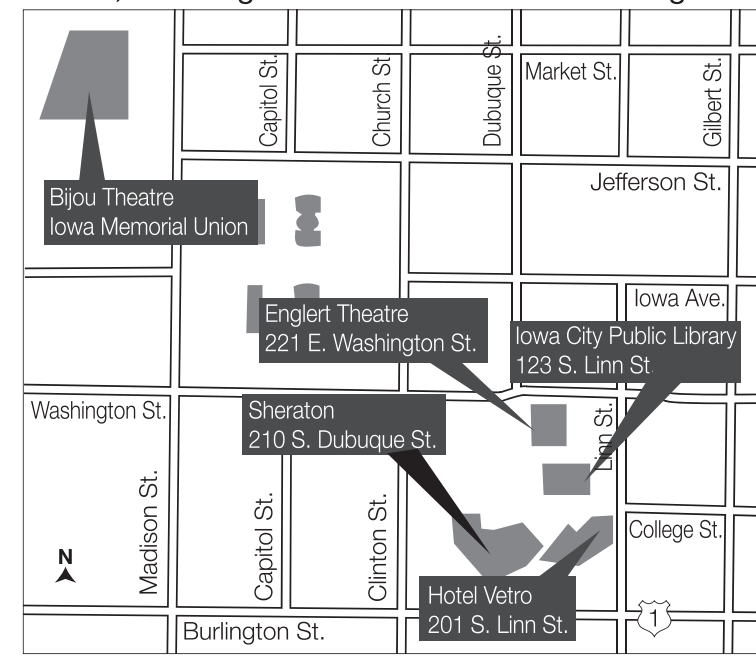 Capitol St.
Church St.
Dubuque St.
Market St.
Gilbert St.
Jefferson St.
Bijou Theatre
Iowa Memorial Union
Iowa Ave.
Englert Theatre
221 E. Washington St.
Iowa City Public Library
123 S. Linn St.
Washington St.
Sheraton
210 S. Dubuque St.
Linn St.
Madison St.
Capitol St.
Clinton St.
College St.
N
Hotel Vetro
201 S. Linn St.
1
Burlington St.